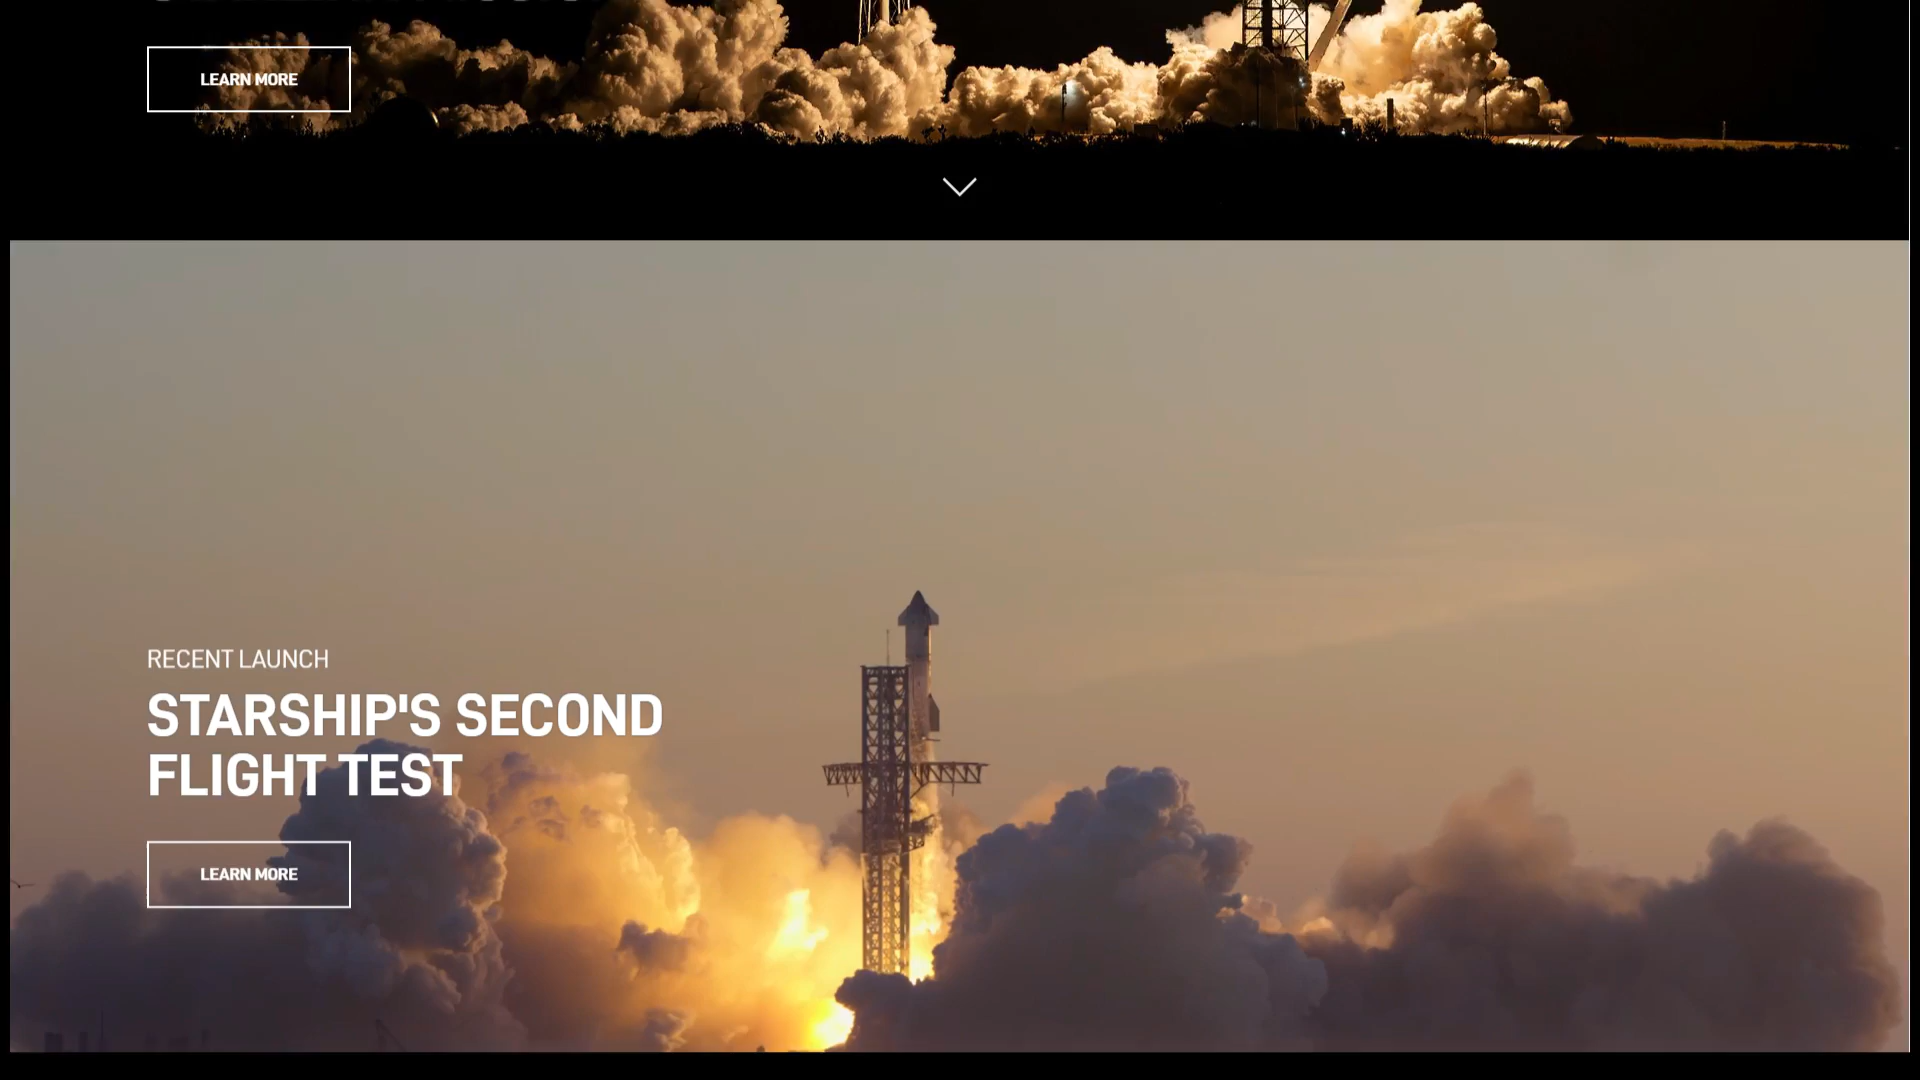 LEARN MORE
RECENT LAUNCH
STARSHIP'S SECOND
FLIGHT TEST
LEARN MORE